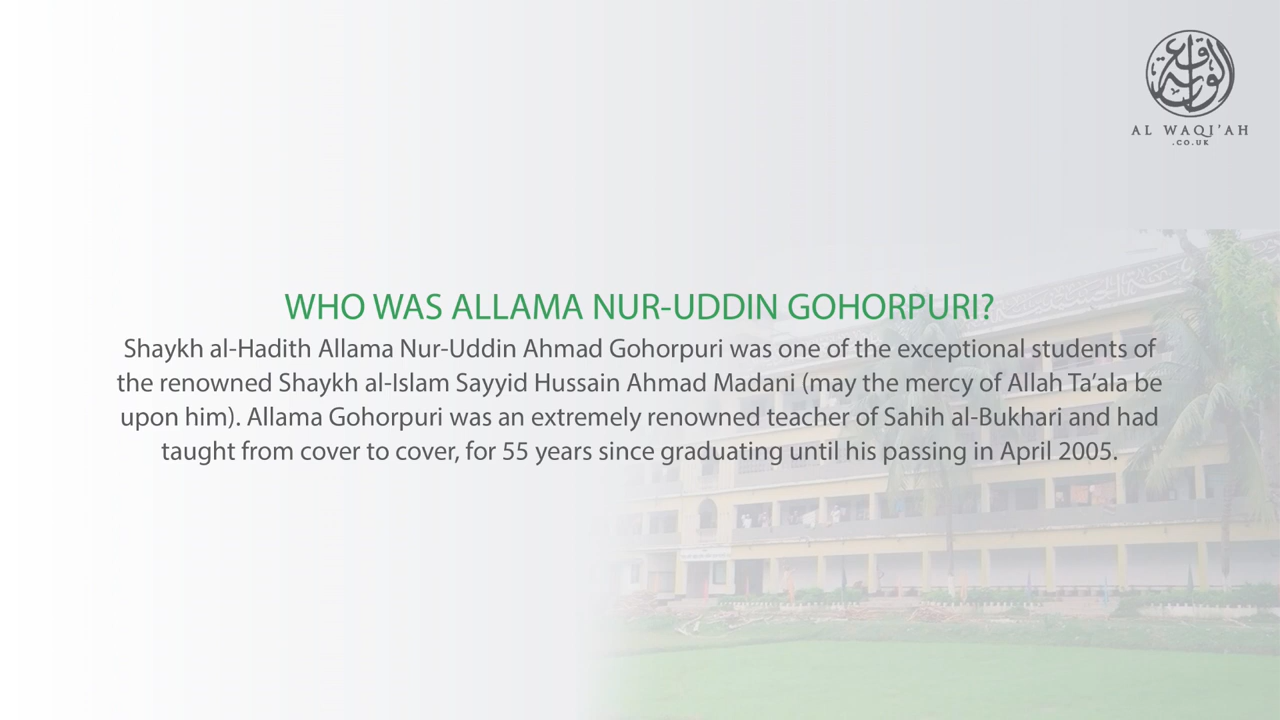 الواقعة
AL WAQI'AH
.CO.UK
WHO WAS ALLAMA NUR-UDDIN GOHORPURI?
Shaykh al-Hadith Allama Nur-Uddin Ahmad Gohorpuri was one of the exceptional students of
the renowned Shaykh al-Islam Sayyid Hussain Ahmad Madani (may the mercy of Allah Ta’ala be
upon him). Allama Gohorpuri was an extremely renowned teacher of Sahih al-Bukhari and had
taught from cover to cover, for 55 years since graduating until his passing in April 2005.